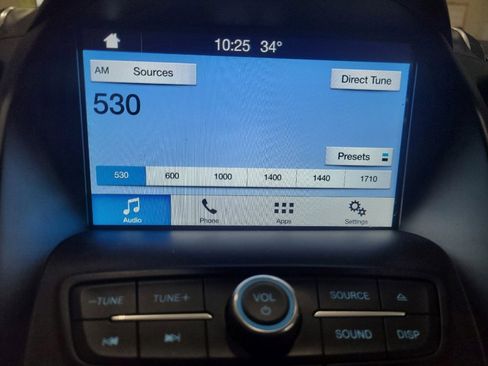 10:25 34°
AM Sources
Direct Tune
530
Presets
530 600 1000 1400 1440 1710
Audio Phone Apps Settings
-TUNE TUNE+ VOL SOURCE
SOUND DISP